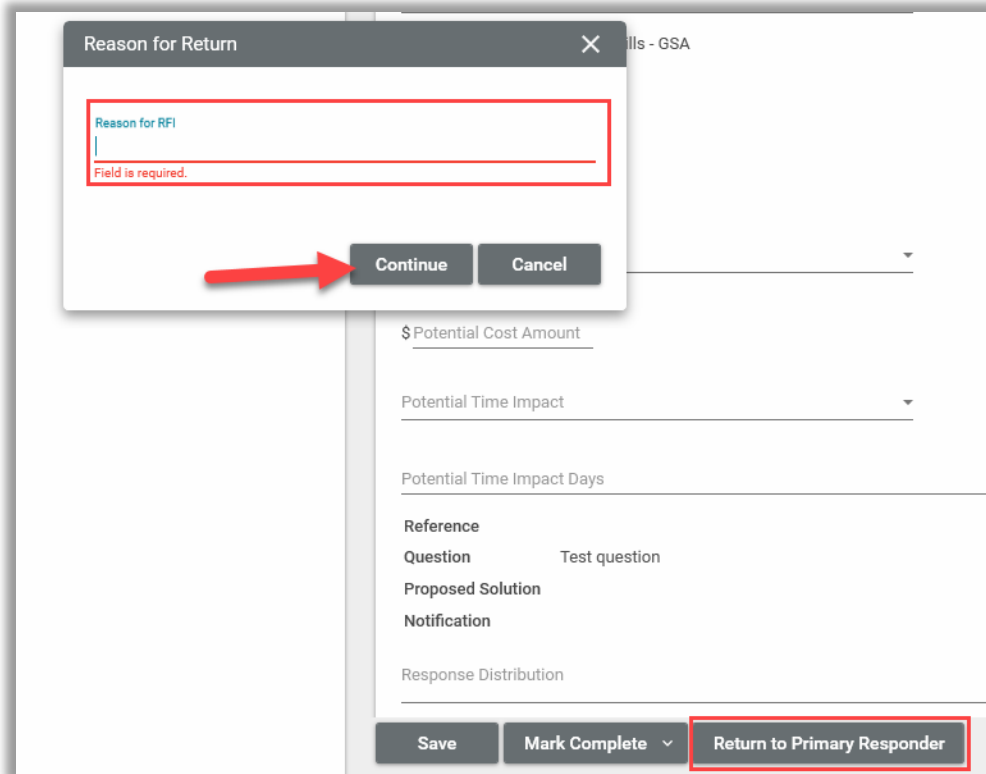 Reason for Return
- GSA
Reason for RFI
Field is required.
Continue Cancel
$ Potential Cost Amount
Potential Time Impact
Potential Time Impact Days
Reference
Question Test question
Proposed Solution
Notification
Response Distribution
Save Mark Complete Return to Primary Responder